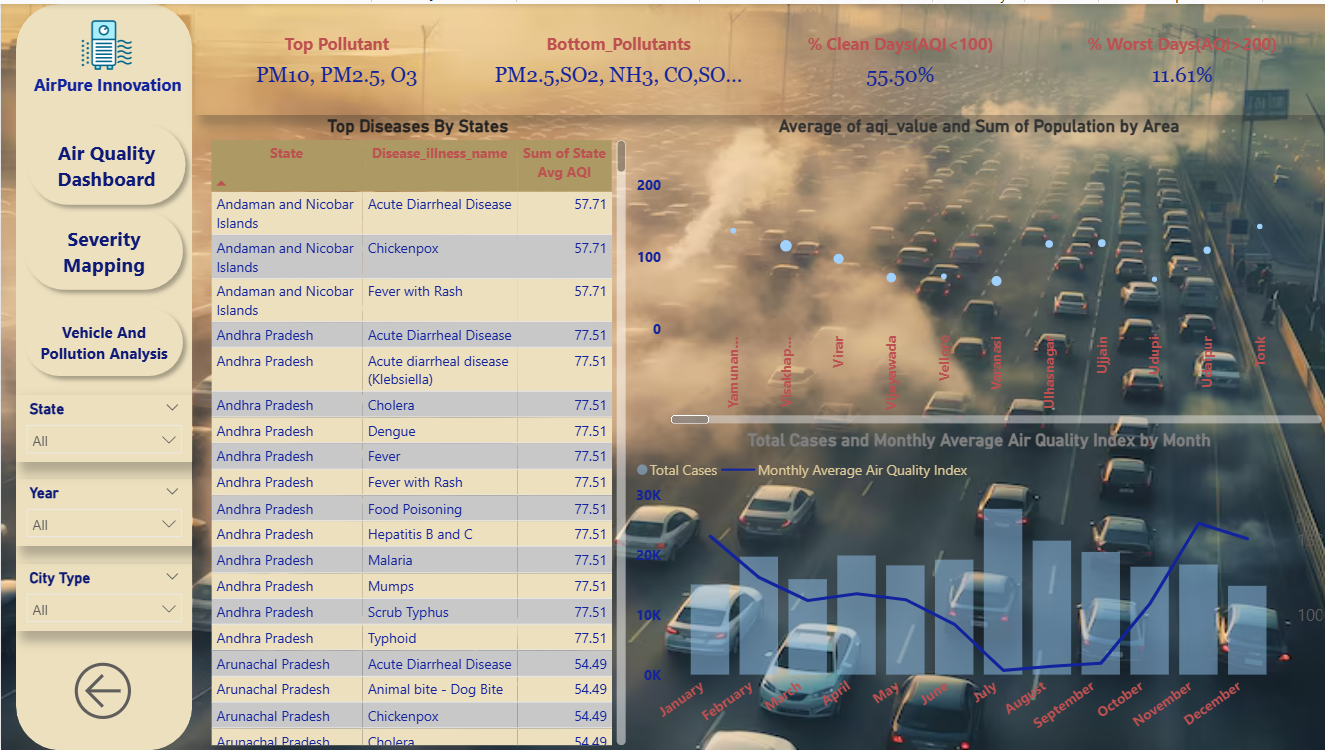 AirPure Innovation
Air Quality
Dashboard
Severity
Mapping
Vehicle And
Pollution Analysis
State
All
Year
All
City Type
All
Top Pollutant
PM10, PM2.5, O3
Bottom_Pollutants
PM2.5,SO2, NH3, CO,SO...
% Clean Days(AQI<100)
55.50%
% Worst Days(AQI>200)
11.61%
Top Diseases By States
State Disease_illness_name Sum of State
Avg AQI
Andaman and Nicobar Acute Diarrheal Disease 57.71
Islands
Andaman and Nicobar Chickenpox 57.71
Islands
Andaman and Nicobar Fever with Rash 57.71
Islands
Andhra Pradesh Acute Diarrheal Disease 77.51
Andhra Pradesh Acute diarrheal disease 77.51
(Klebsiella)
Andhra Pradesh Cholera 77.51
Andhra Pradesh Dengue 77.51
Andhra Pradesh Fever 77.51
Andhra Pradesh Fever with Rash 77.51
Andhra Pradesh Food Poisoning 77.51
Andhra Pradesh Hepatitis B and C 77.51
Andhra Pradesh Malaria 77.51
Andhra Pradesh Mumps 77.51
Andhra Pradesh Scrub Typhus 77.51
Andhra Pradesh Typhoid 77.51
Arunachal Pradesh Acute Diarrheal Disease 54.49
Arunachal Pradesh Animal bite - Dog Bite 54.49
Arunachal Pradesh Chickenpox 54.49
Arunachal Pradesh Cholera 54.49
Average of aqi_value and Sum of Population by Area
200
100
0
Yamunan...
Visakhap...
Virar
Vijayawada
Vellore
Varanasi
Ulhasnagar
Ujjain
Udupi
Udaipur
Tonk
Total Cases and Monthly Average Air Quality Index by Month
Total Cases Monthly Average Air Quality Index
30K
20K
10K
0K
100
January
February
March
April
May
June
July
August
September
October
November
December